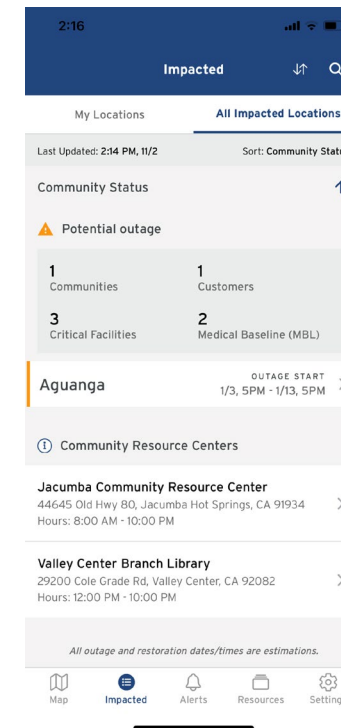 2:16
Impacted
My Locations
All Impacted Locations
Last Updated: 2:14 PM, 11/2
Sort: Community
Community Status
Potential outage
1
Communities
1
Customers
3
Critical Facilities
2
Medical Baseline (MBL)
Aguanga
OUTAGE START
1/3, 5PM - 1/13, 5PM
Community Resource Centers
Jacumba Community Resource Center
44645 Old Hwy 80, Jacumba Hot Springs, CA 91934
Hours: 8:00 AM - 10:00 PM
Valley Center Branch Library
29200 Cole Grade Rd, Valley Center, CA 92082
Hours: 12:00 PM - 10:00 PM
All outage and restoration dates/times are estimations.
Map
Impacted
Alerts
Resources